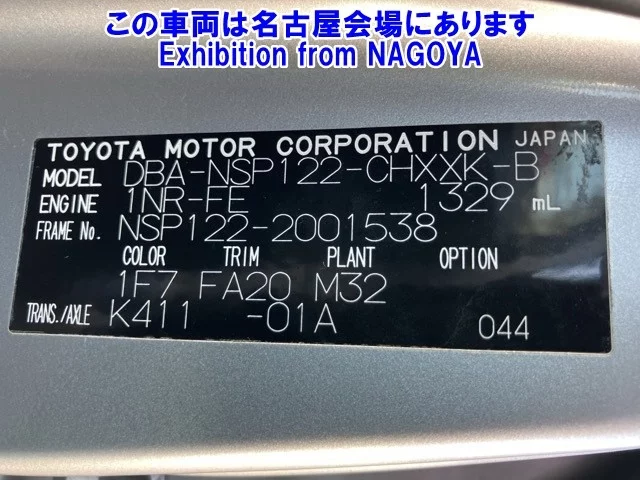 この車両は名古屋会場にあります
Exhibition from NAGOYA
TOYOTA MOTOR CORPORATION JAPAN
MODEL DBA-NSP122-CHXXK-B
ENGINE 1NR-FE 1329 mL
FRAME No. NSP122-2001538
COLOR TRIM PLANT OPTION
1F7 FA20 M32
TRANS./AXLE K411 -01A 044